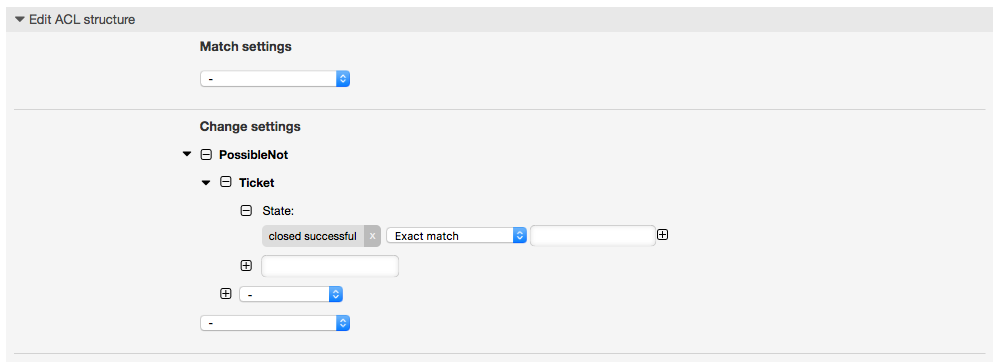 Edit ACL structure
Match settings
-
Change settings
PossibleNot
Ticket
State:
closed successful x Exact match
-
-